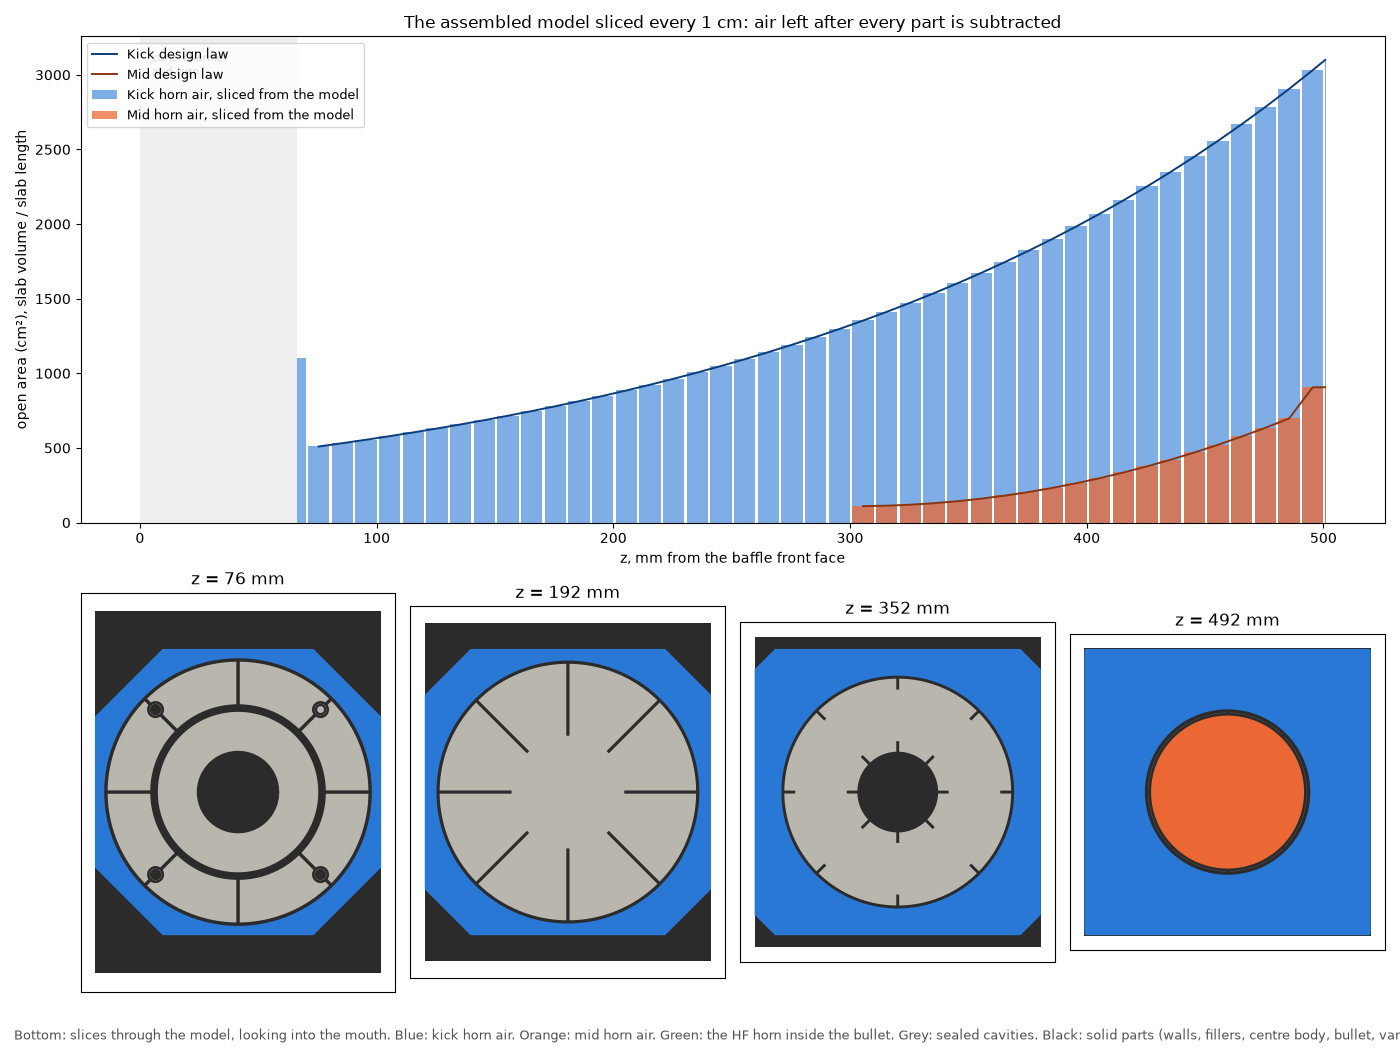 The assembled model sliced every 1 cm: air left after every part is subtracted
Kick design law
Mid design law
Kick horn air, sliced from the model
Mid horn air, sliced from the model
open area (cm²), slab volume / slab length
3000
2500
2000
1500
1000
500
0
0 100 200 300 400 500
z, mm from the baffle front face
z = 76 mm
z = 192 mm
z = 352 mm
z = 492 mm
Bottom: slices through the model, looking into the mouth. Blue: kick horn air. Orange: mid horn air. Green: the HF horn inside the bullet. Grey: sealed cavities. Black: solid parts (walls, fillers, centre body, bullet,